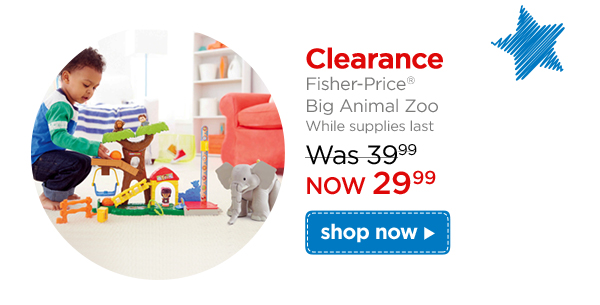 Clearance
Fisher-Price®
Big Animal Zoo
While supplies last
Was 39⁹⁹
NOW 29⁹⁹
shop now ▶